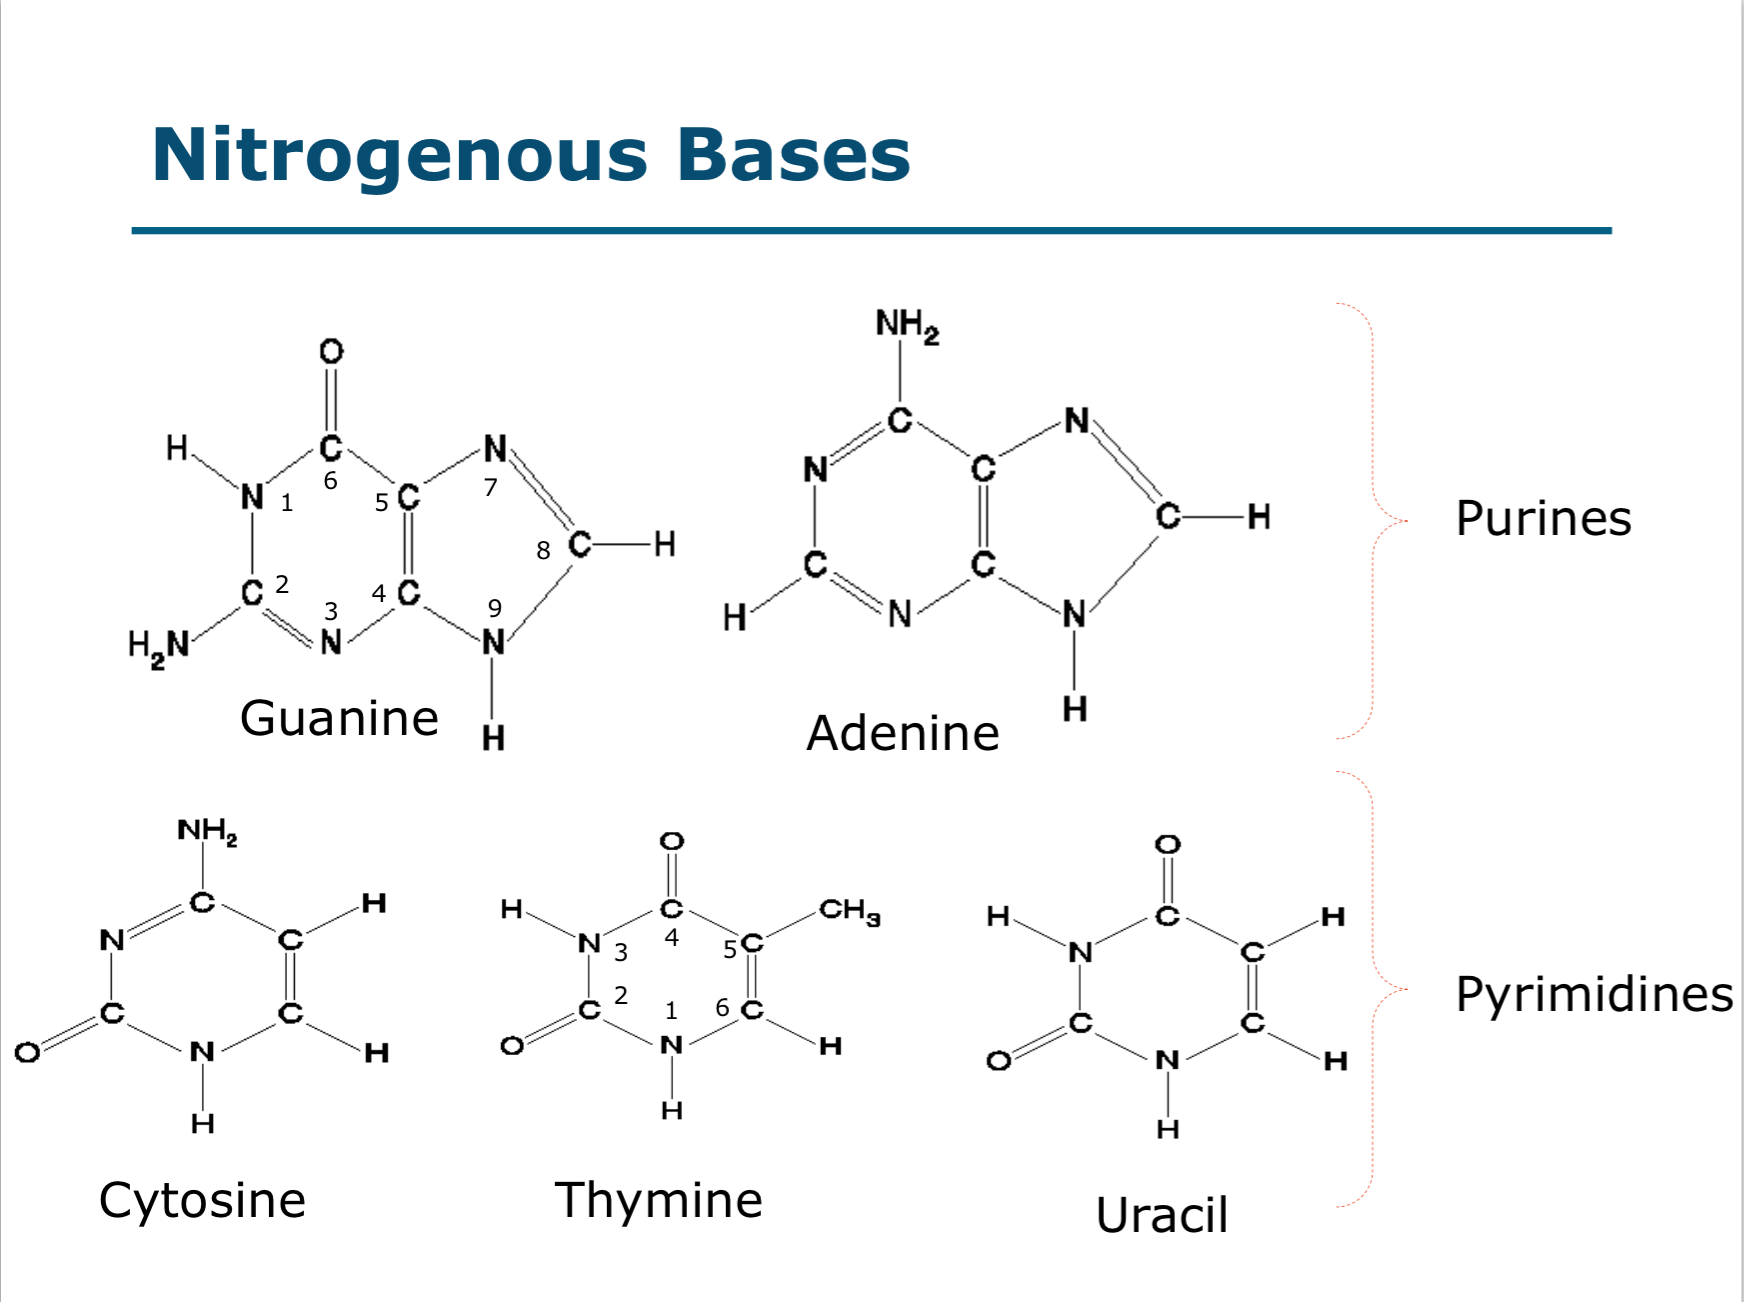 Nitrogenous Bases
O
H
C
6
N
1
5
C
N
7
8
C
H
C
2
3
4
C
9
H2N
N
N
H
Guanine
NH2
C
N
N
C
C
H
C
C
H
N
N
H
Adenine
Purines
NH2
C
H
N
C
C
C
O
N
H
H
Cytosine
O
H
C
CH3
N
3
4
5
C
C
2
1
6
C
O
N
H
H
Thymine
O
H
C
H
N
C
C
C
O
N
H
H
Uracil
Pyrimidines